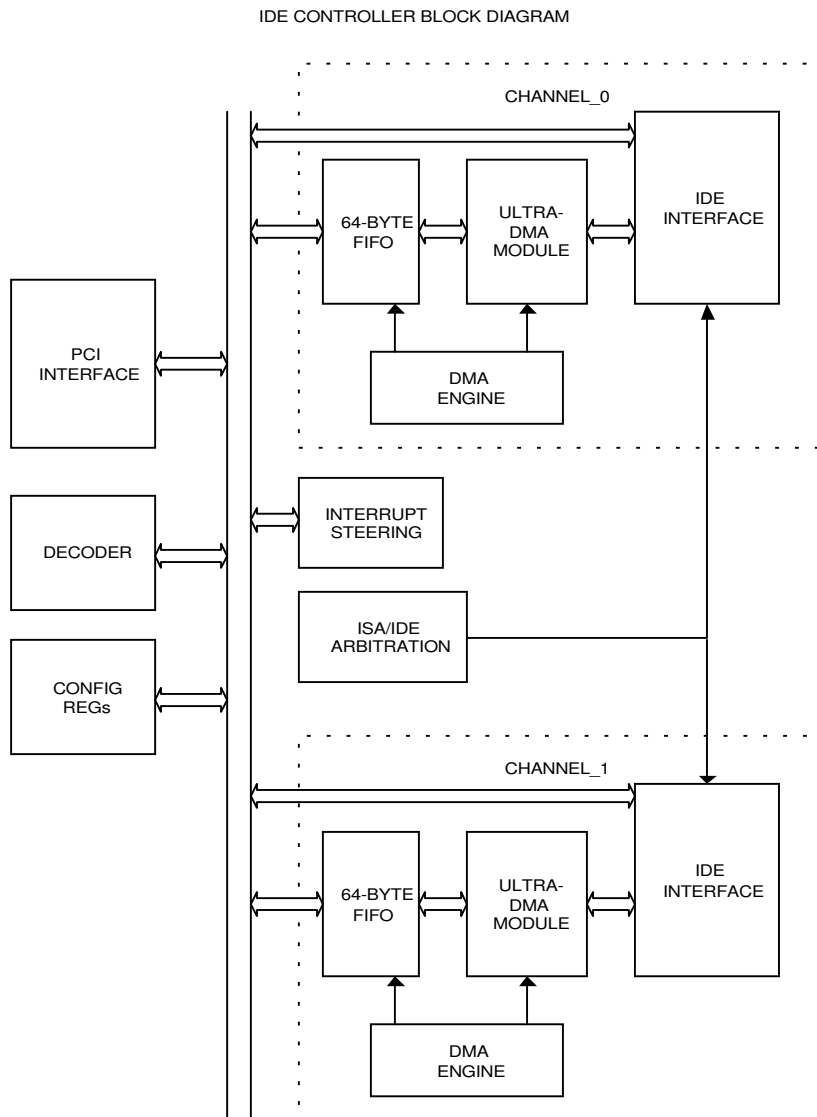 IDE CONTROLLER BLOCK DIAGRAM
CHANNEL_0
64-BYTE
FIFO
ULTRA-
DMA
MODULE
IDE
INTERFACE
DMA
ENGINE
PCI
INTERFACE
INTERRUPT
STEERING
DECODER
ISA/IDE
ARBITRATION
CONFIG
REGs
CHANNEL_1
64-BYTE
FIFO
ULTRA-
DMA
MODULE
IDE
INTERFACE
DMA
ENGINE